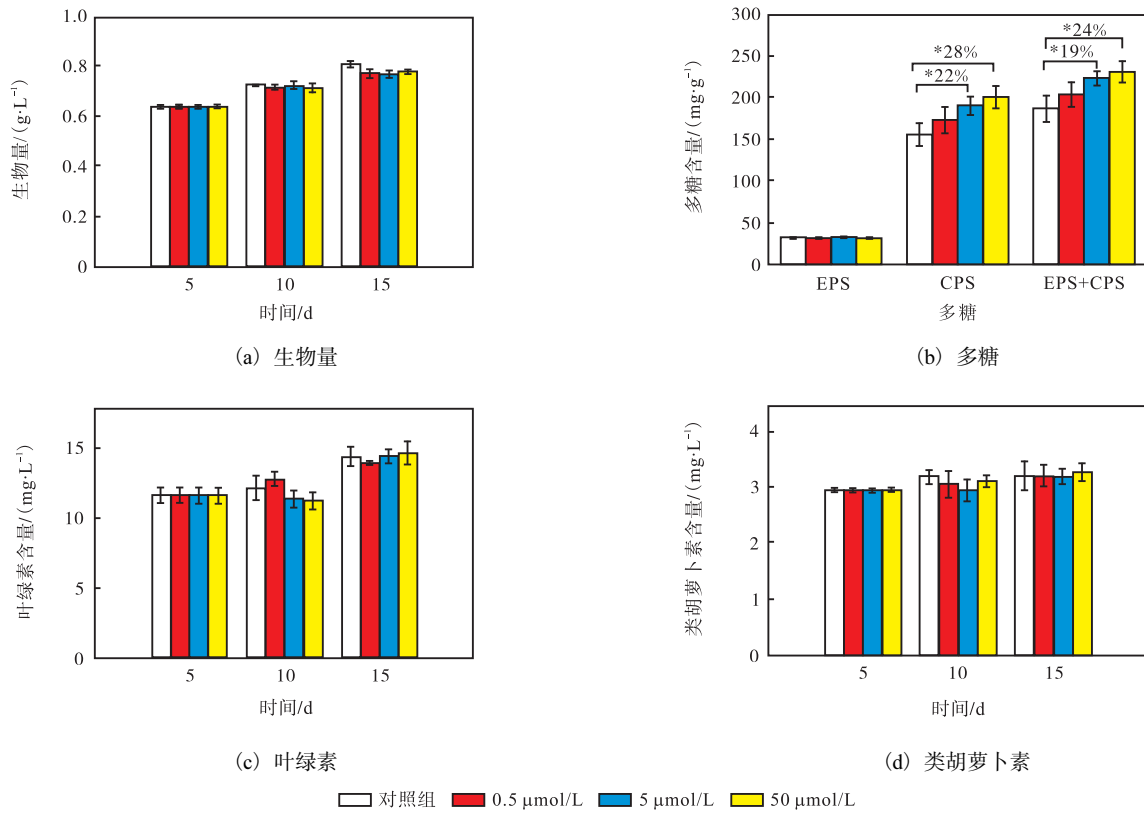 生物量/(g·L⁻¹)
1.0
0.8
0.6
0.4
0.2
0
5 10 15
时间/d
(a) 生物量
多糖含量/(mg·g⁻¹)
300
250
200
150
100
50
0
*28%
*22%
*24%
*19%
EPS CPS EPS+CPS
多糖
(b) 多糖
叶绿素含量/(mg·L⁻¹)
15
10
5
0
5 10 15
时间/d
(c) 叶绿素
类胡萝卜素含量/(mg·L⁻¹)
4
3
2
1
0
5 10 15
时间/d
(d) 类胡萝卜素
对照组 0.5 μmol/L 5 μmol/L 50 μmol/L